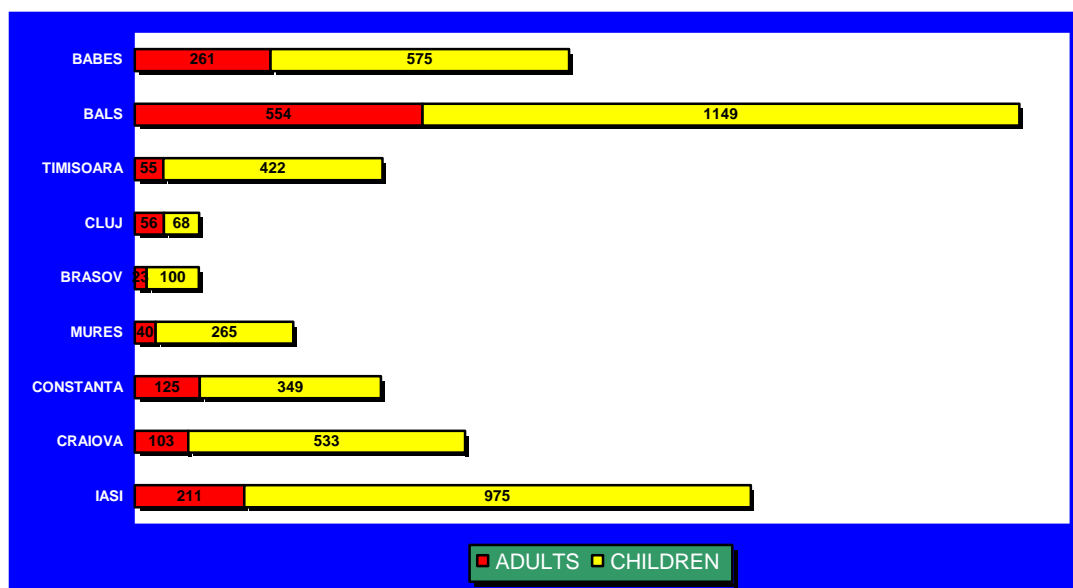 BABES 261 575
BALS 554 1149
TIMISOARA 55 422
CLUJ 56 68
BRASOV 23 100
MURES 40 265
CONSTANTA 125 349
CRAIOVA 103 533
IASI 211 975
ADULTS CHILDREN